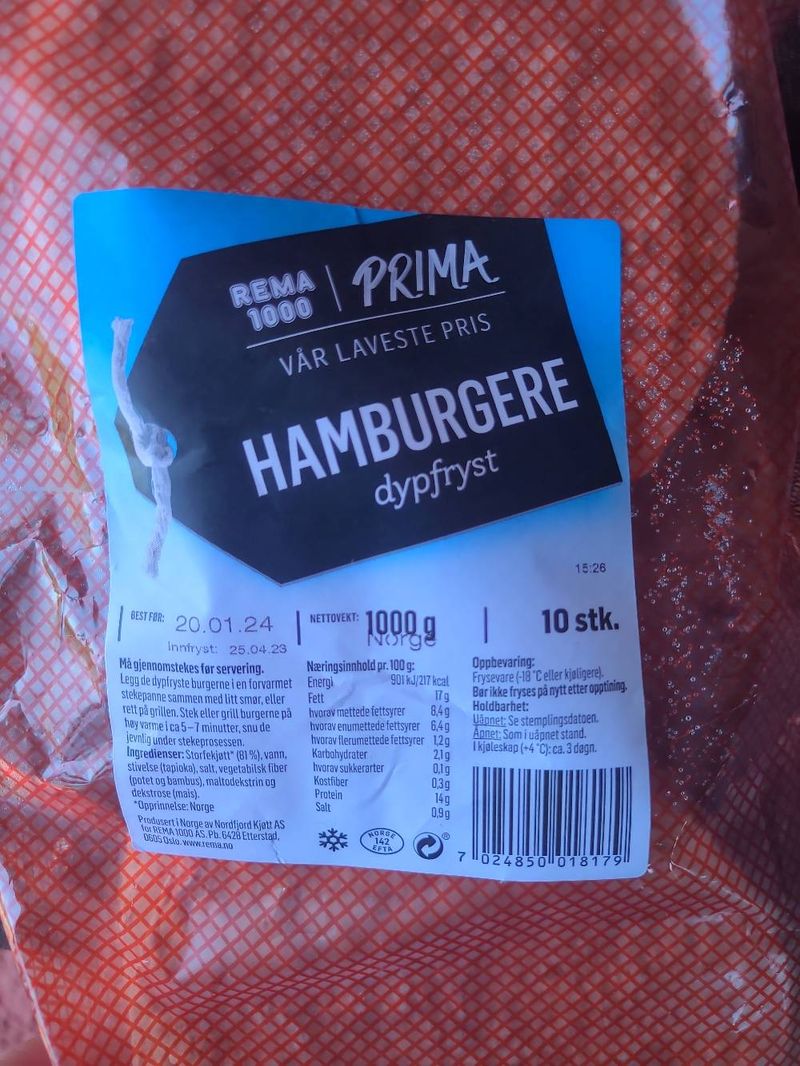 REMA 1000 | PRIMA
VÅR LAVESTE PRIS
HAMBURGERE
dypfryst
15:26
BEST FØR: 20.01.24
Innfryst: 25.04.23
NETTOVEKT: 1000 g
Norge
10 stk.
Må gjennomstekes før servering.
Legg de dypfryste burgerne i en forvarmet
stekepanne sammen med litt smør, eller
rett på grillen. Stek eller grill burgerne på
høy varme i ca 5–7 minutter, snu de
jevnlig under stekeprosessen.
Ingredienser: Storfekjøtt* (81 %), vann,
stivelse (tapioka), salt, vegetabilsk fiber
(potet og bambus), maltodekstrin og
dekstrose (mais).
*Opprinnelse: Norge
Produsert i Norge av Nordfjord Kjøtt AS
for REMA 1000 AS. Pb. 6428 Etterstad,
0605 Oslo. www.rema.no
Næringsinnhold pr. 100 g:
Energi 901 kJ/217 kcal
Fett 17 g
hvorav mettede fettsyrer 8,4 g
hvorav enumettede fettsyrer 6,4 g
hvorav flerumettede fettsyrer 1,2 g
Karbohydrater 2,1 g
hvorav sukkerarter 0,1 g
Kostfiber 0,3 g
Protein 14 g
Salt 0,9 g
NORGE
142
EFTA
Oppbevaring:
Frysevare (-18 °C eller kjøligere).
Bør ikke fryses på nytt etter opptining.
Holdbarhet:
Uåpnet: Se stemplingsdatoen.
Åpnet: Som i uåpnet stand.
I kjøleskap (+4 °C): ca. 3 døgn.
7 024850 018179